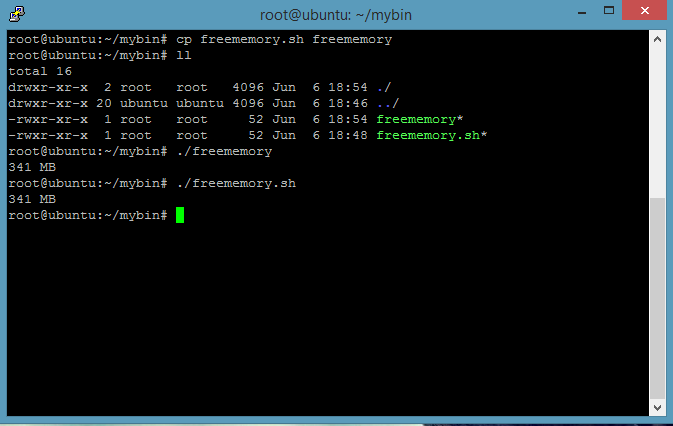 root@ubuntu: ~/mybin
root@ubuntu:~/mybin# cp freememory.sh freememory
root@ubuntu:~/mybin# ll
total 16
drwxr-xr-x  2 root   root   4096 Jun  6 18:54 ./
drwxr-xr-x 20 ubuntu ubuntu 4096 Jun  6 18:46 ../
-rwxr-xr-x  1 root   root     52 Jun  6 18:54 freememory*
-rwxr-xr-x  1 root   root     52 Jun  6 18:48 freememory.sh*
root@ubuntu:~/mybin# ./freememory
341 MB
root@ubuntu:~/mybin# ./freememory.sh
341 MB
root@ubuntu:~/mybin#